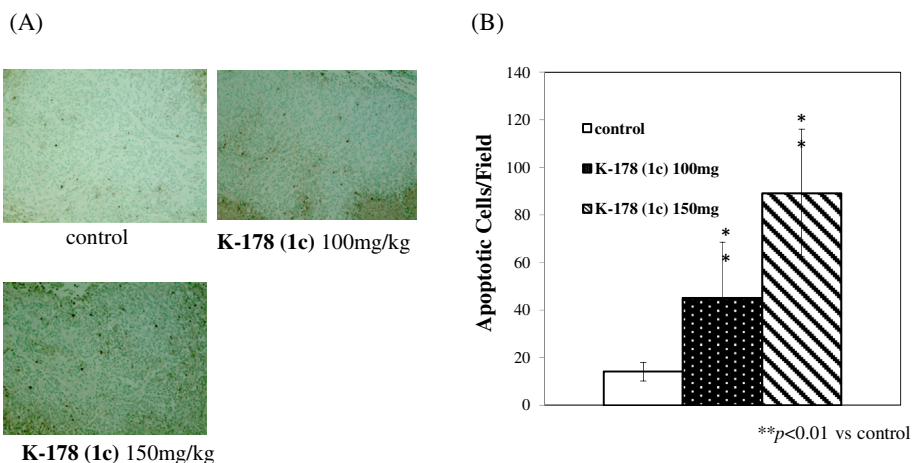 (A)
control
K-178 (1c) 100mg/kg
K-178 (1c) 150mg/kg
(B)
Apoptotic Cells/Field
140
120
100
80
60
40
20
0
control
K-178 (1c) 100mg
K-178 (1c) 150mg
*
*
*
*
**p<0.01 vs control